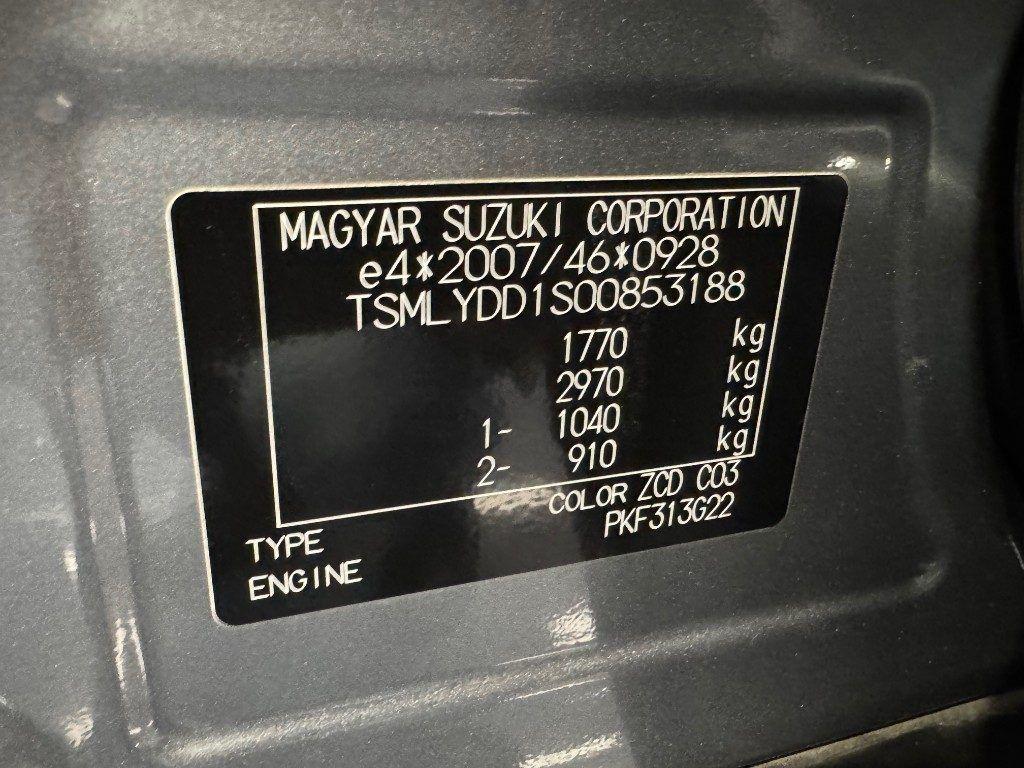 MAGYAR SUZUKI CORPORATION
e4*2007/46*0928
TSMLYDD1S00853188
1770 kg
2970 kg
1- 1040 kg
2- 910 kg
COLOR ZCD C03
TYPE PKF313G22
ENGINE